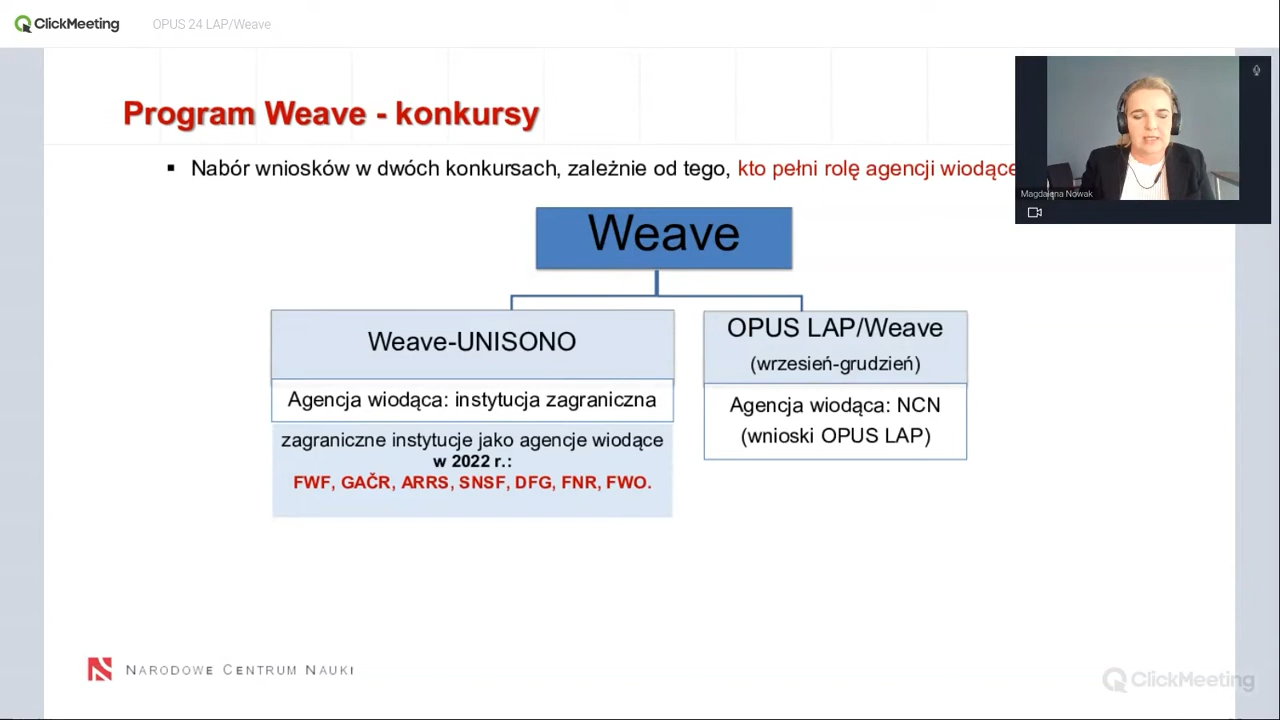 ClickMeeting
OPUS 24 LAP/Weave
Program Weave - konkursy
▪ Nabór wniosków w dwóch konkursach, zależnie od tego, kto pełni rolę agencji wiodące
Magdalena Nowak
Weave
Weave-UNISONO
Agencja wiodąca: instytucja zagraniczna
zagraniczne instytucje jako agencje wiodące
w 2022 r.:
FWF, GAČR, ARRS, SNSF, DFG, FNR, FWO.
OPUS LAP/Weave
(wrzesień-grudzień)
Agencja wiodąca: NCN
(wnioski OPUS LAP)
NARODOWE CENTRUM NAUKI
ClickMeeting